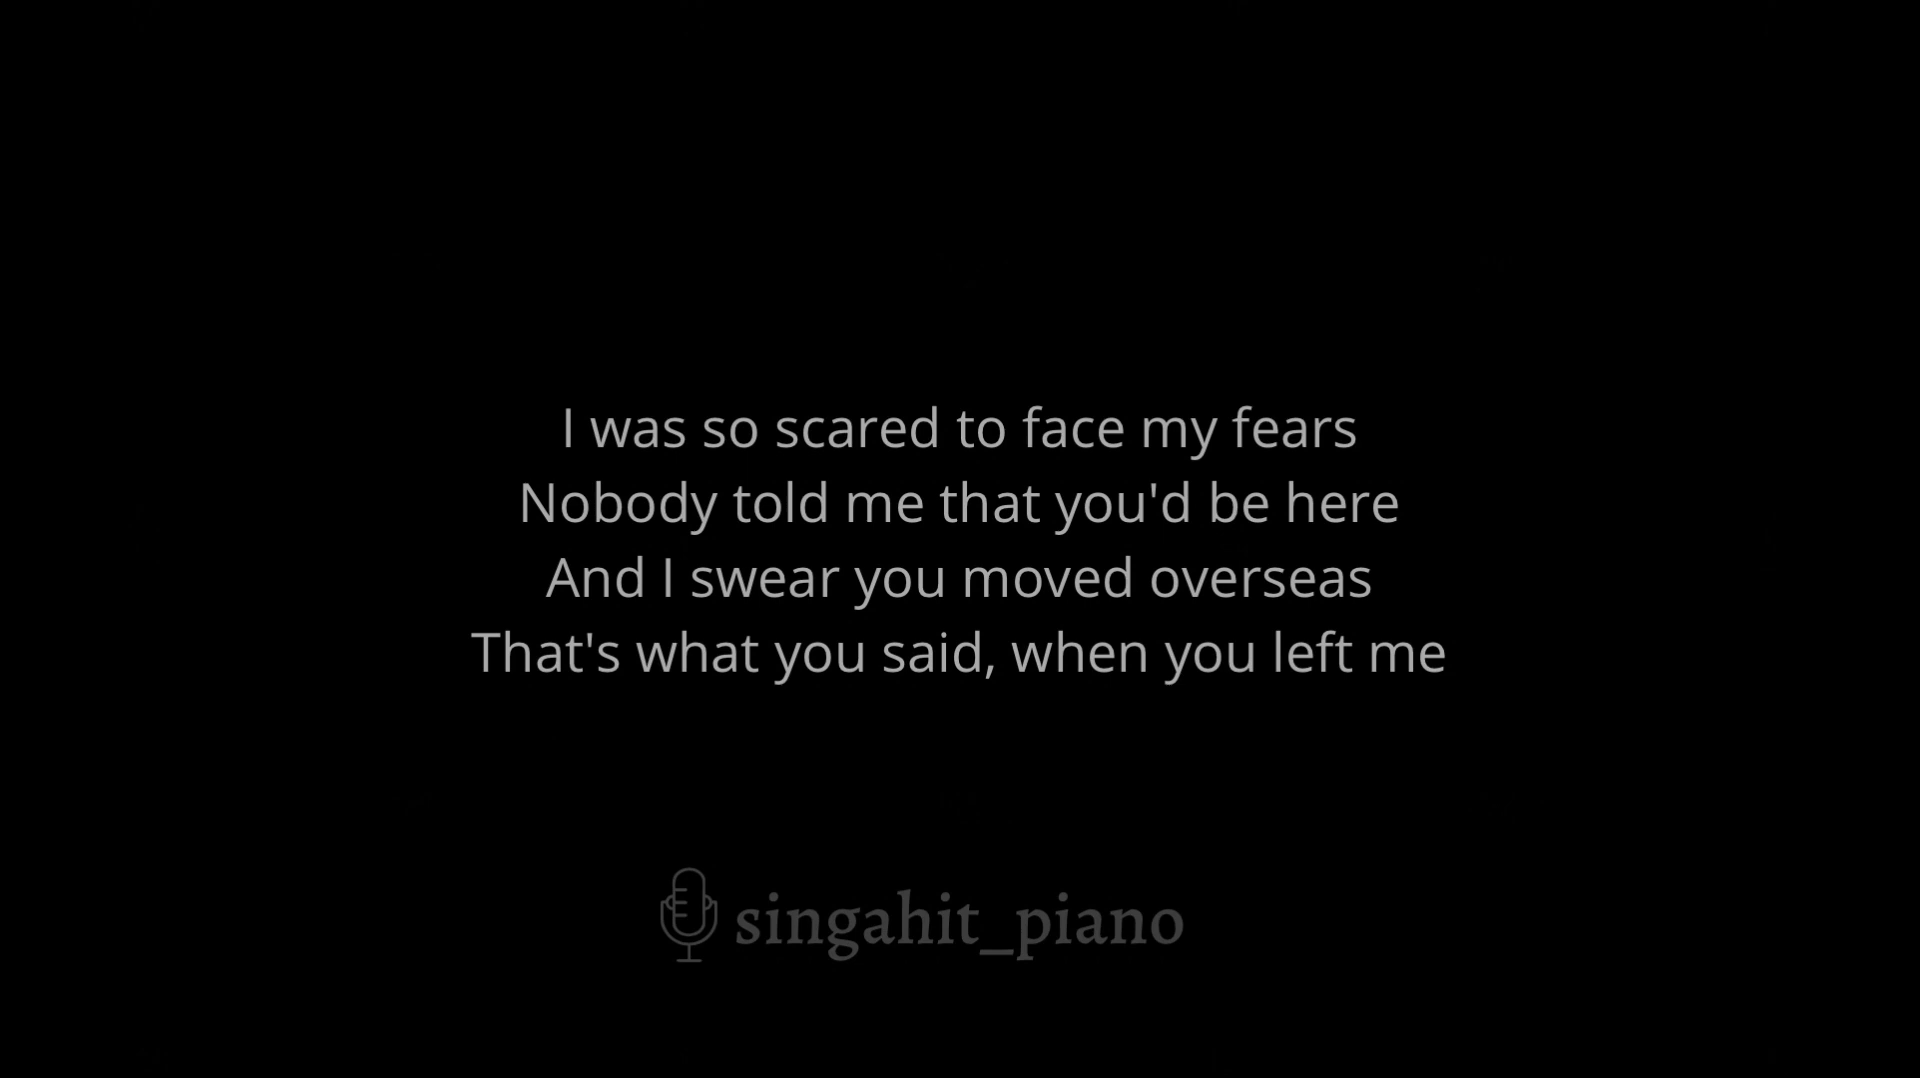 I was so scared to face my fears
Nobody told me that you'd be here
And I swear you moved overseas
That's what you said, when you left me
singahit_piano